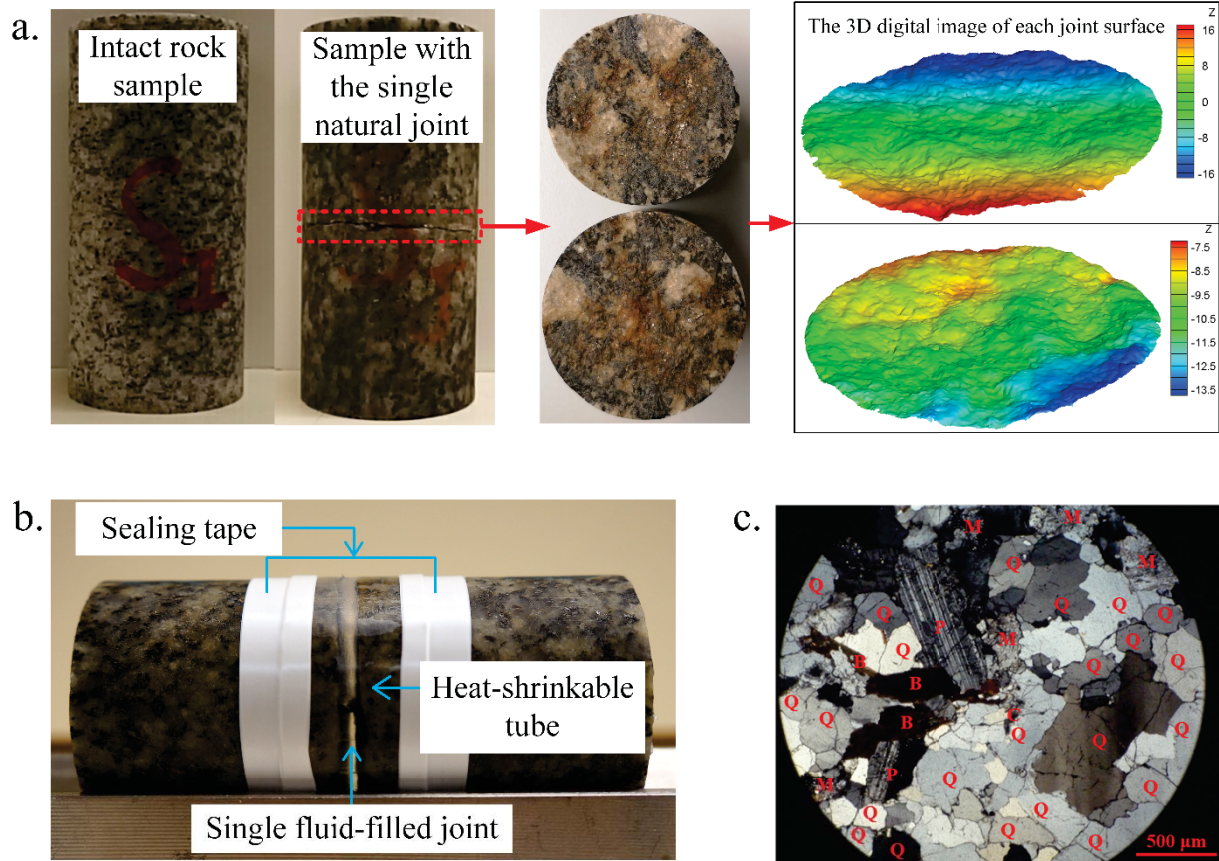 a.
Intact rock
sample
S1
Sample with
the single
natural joint
The 3D digital image of each joint surface
Z
16
8
0
-8
-16
Z
-7.5
-8.5
-9.5
-10.5
-11.5
-12.5
-13.5
b.
Sealing tape
Heat-shrinkable
tube
Single fluid-filled joint
c.
M M
M
Q Q
Q Q Q
Q P Q M
Q Q Q
B Q
B
Q Q B C Q
Q Q
M P Q Q
Q Q Q
Q Q Q
Q
500 μm